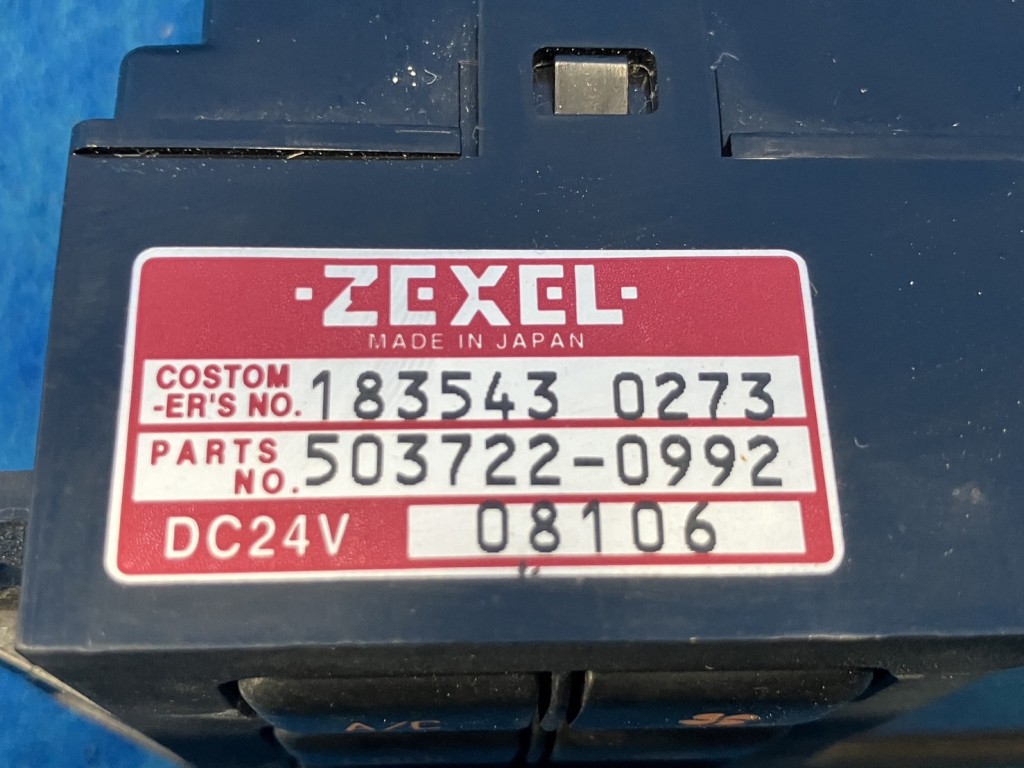 ·ZEXEL·
MADE IN JAPAN
COSTOM
-ER'S NO. 183543 0273
PARTS
NO. 503722-0992
DC24V 08106
A/C